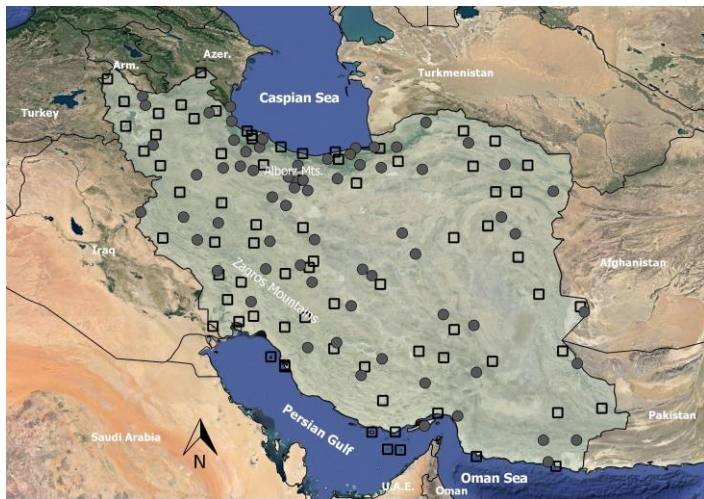 Azer.
Arm.
Turkmenistan
Caspian Sea
Turkey
Alborz Mts.
Iraq
Afghanistan
Zagros Mountains
Persian Gulf
Pakistan
Saudi Arabia
N
Oman Sea
U.A.E.
Oman